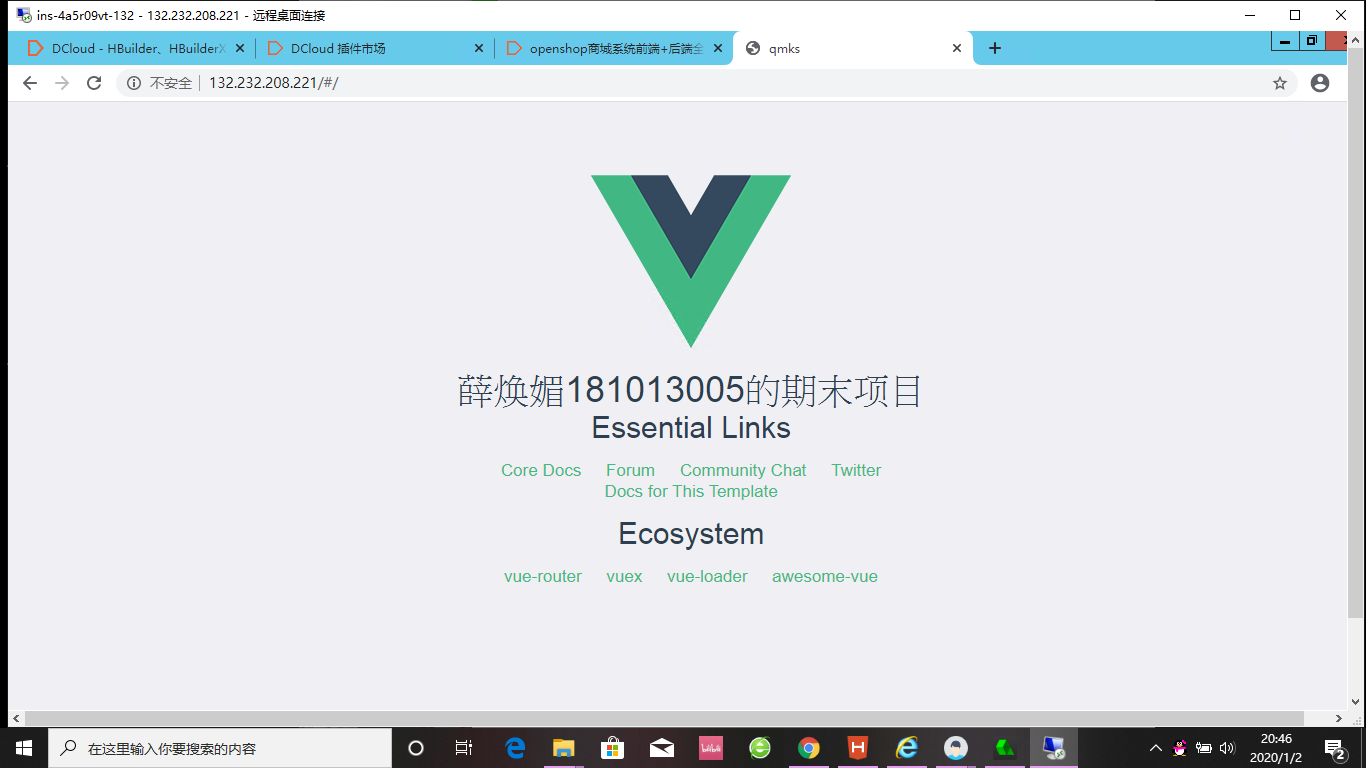 ins-4a5r09vt-132 - 132.232.208.221 - 远程桌面连接
DCloud - HBuilder、HBuilderX
DCloud 插件市场
openshop商城系统前端+后端全
qmks
不安全 132.232.208.221/#/
薛焕媚181013005的期末项目
Essential Links
Core Docs Forum Community Chat Twitter
Docs for This Template
Ecosystem
vue-router vuex vue-loader awesome-vue
在这里输入你要搜索的内容
20:46
2020/1/2
2